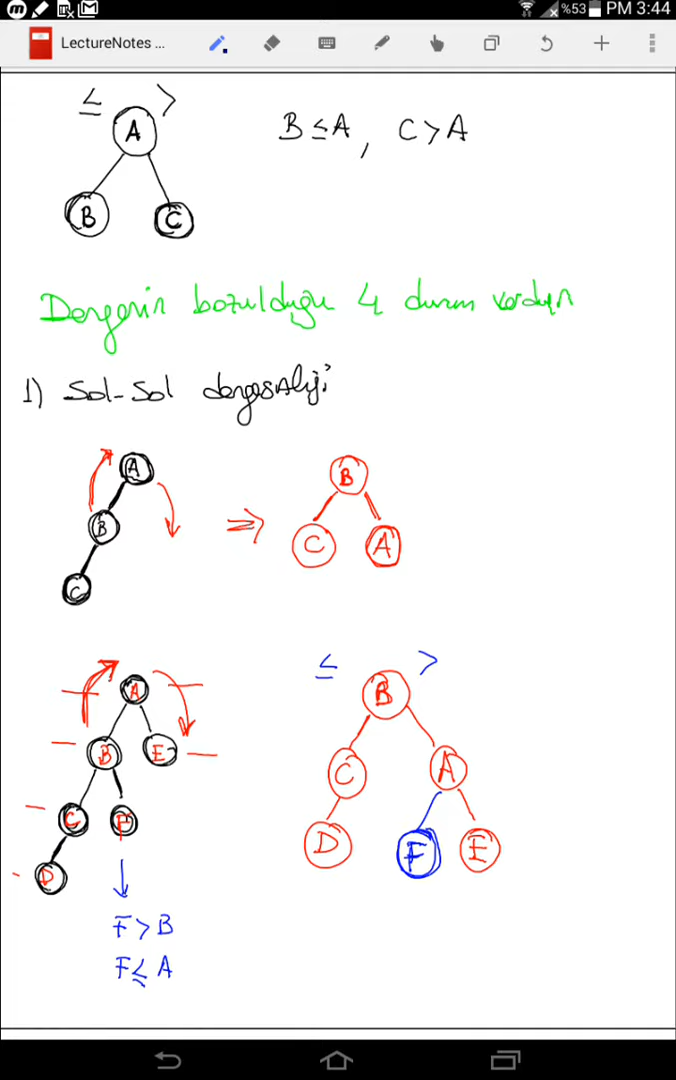 %53 PM 3:44
LectureNotes ...
≤ >
A
B ≤ A, C > A
B C
Dengenin bozulduğu 4 durum vardır
1) Sol-Sol dengesizliği
A
B
C
⇒
B
C A
A
B E
C F
D
F > B
F ≤ A
≤ >
B
C A
D F E